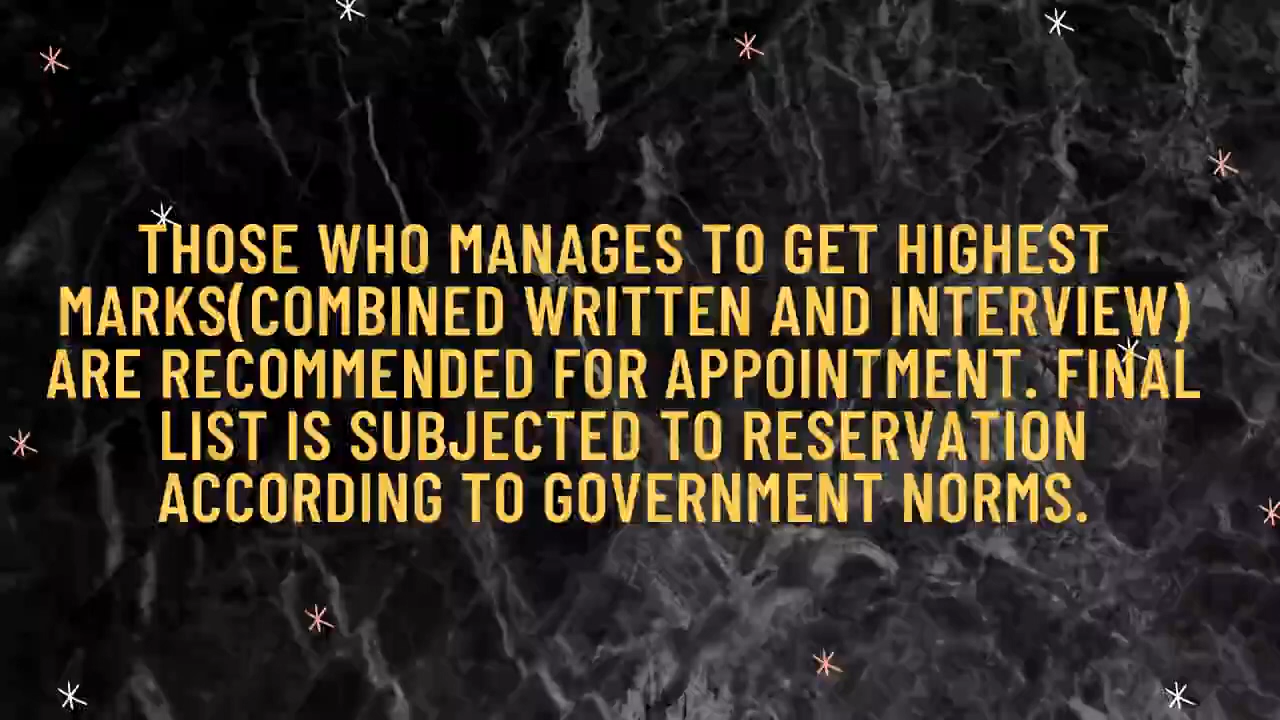 THOSE WHO MANAGES TO GET HIGHEST
MARKS(COMBINED WRITTEN AND INTERVIEW)
ARE RECOMMENDED FOR APPOINTMENT. FINAL
LIST IS SUBJECTED TO RESERVATION
ACCORDING TO GOVERNMENT NORMS.